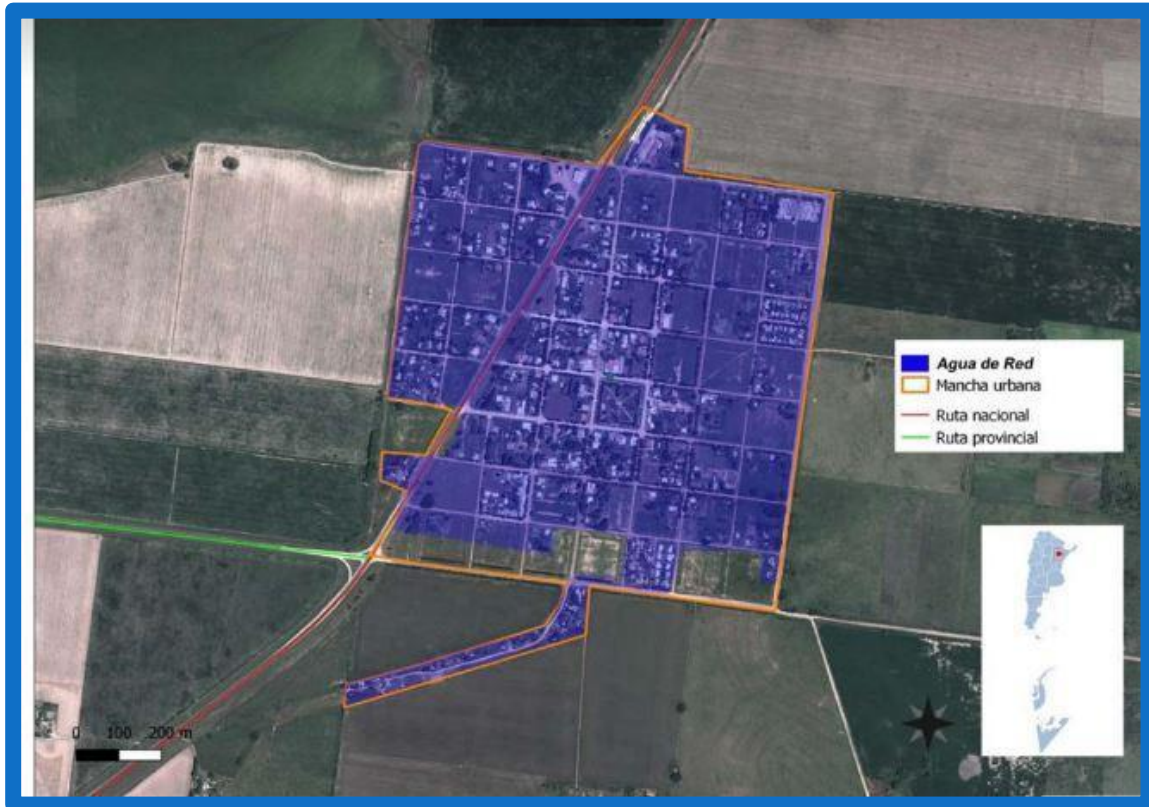 Agua de Red
Mancha urbana
Ruta nacional
Ruta provincial
0 100 200 m